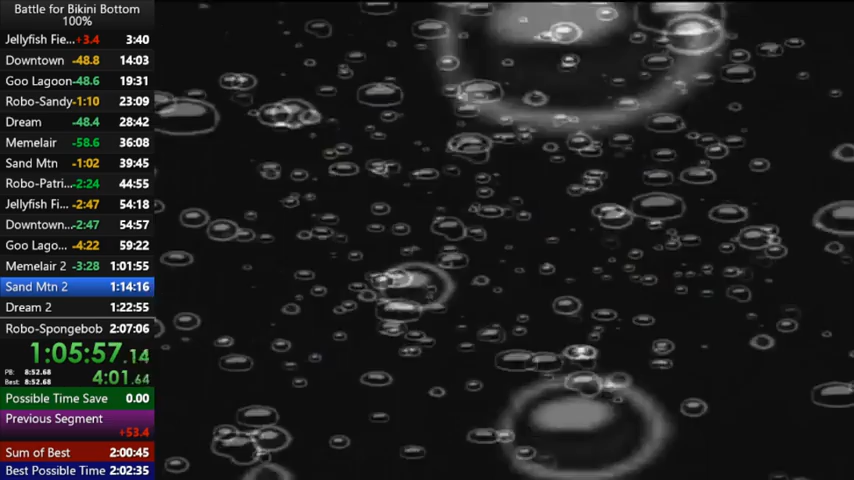 Battle for Bikini Bottom
100%
Jellyfish Fie... +3.4 3:40
Downtown -48.8 14:03
Goo Lagoon -48.6 19:31
Robo-Sandy -1:10 23:09
Dream -48.4 28:42
Memelair -58.6 36:08
Sand Mtn -1:02 39:45
Robo-Patri... -2:24 44:55
Jellyfish Fi... -2:47 54:18
Downtown... -2:47 54:57
Goo Lago... -4:22 59:22
Memelair 2 -3:28 1:01:55
Sand Mtn 2 1:14:16
Dream 2 1:22:55
Robo-Spongebob 2:07:06
1:05:57.14
PB: 8:52.68
Best: 8:52.68
4:01.64
Possible Time Save 0.00
Previous Segment
+53.4
Sum of Best 2:00:45
Best Possible Time 2:02:35